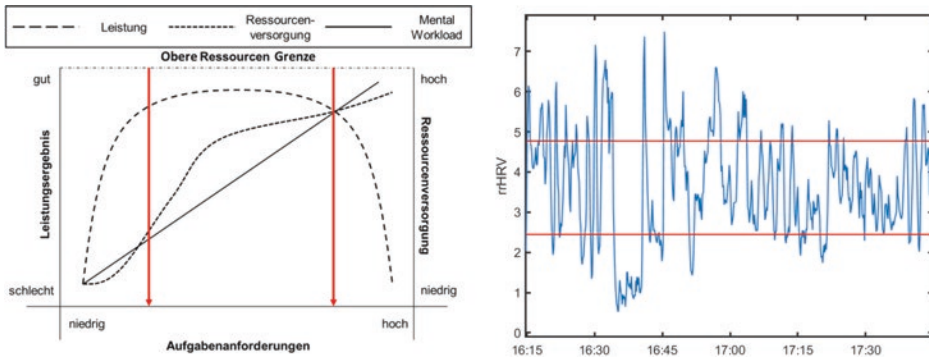 Leistung
Ressourcen-
versorgung
Mental
Workload
Obere Ressourcen Grenze
gut
hoch
Leistungsergebnis
Ressourcenversorgung
schlecht
niedrig
niedrig
hoch
Aufgabenanforderungen
7
6
5
4
3
2
1
0
rrHRV
16:15
16:30
16:45
17:00
17:15
17:30